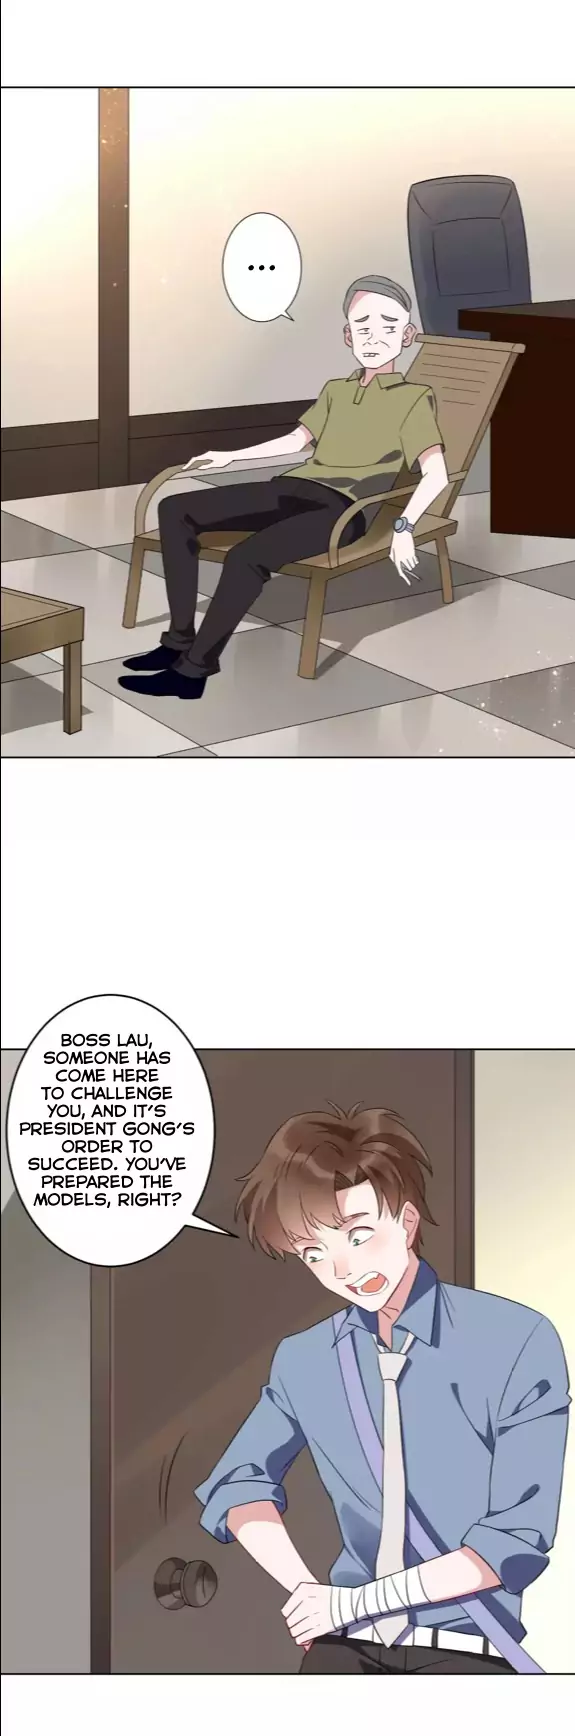 ...
BOSS LAU,
SOMEONE HAS
COME HERE
TO CHALLENGE
YOU, AND IT'S
PRESIDENT GONG'S
ORDER TO
SUCCEED. YOU'VE
PREPARED THE
MODELS, RIGHT?